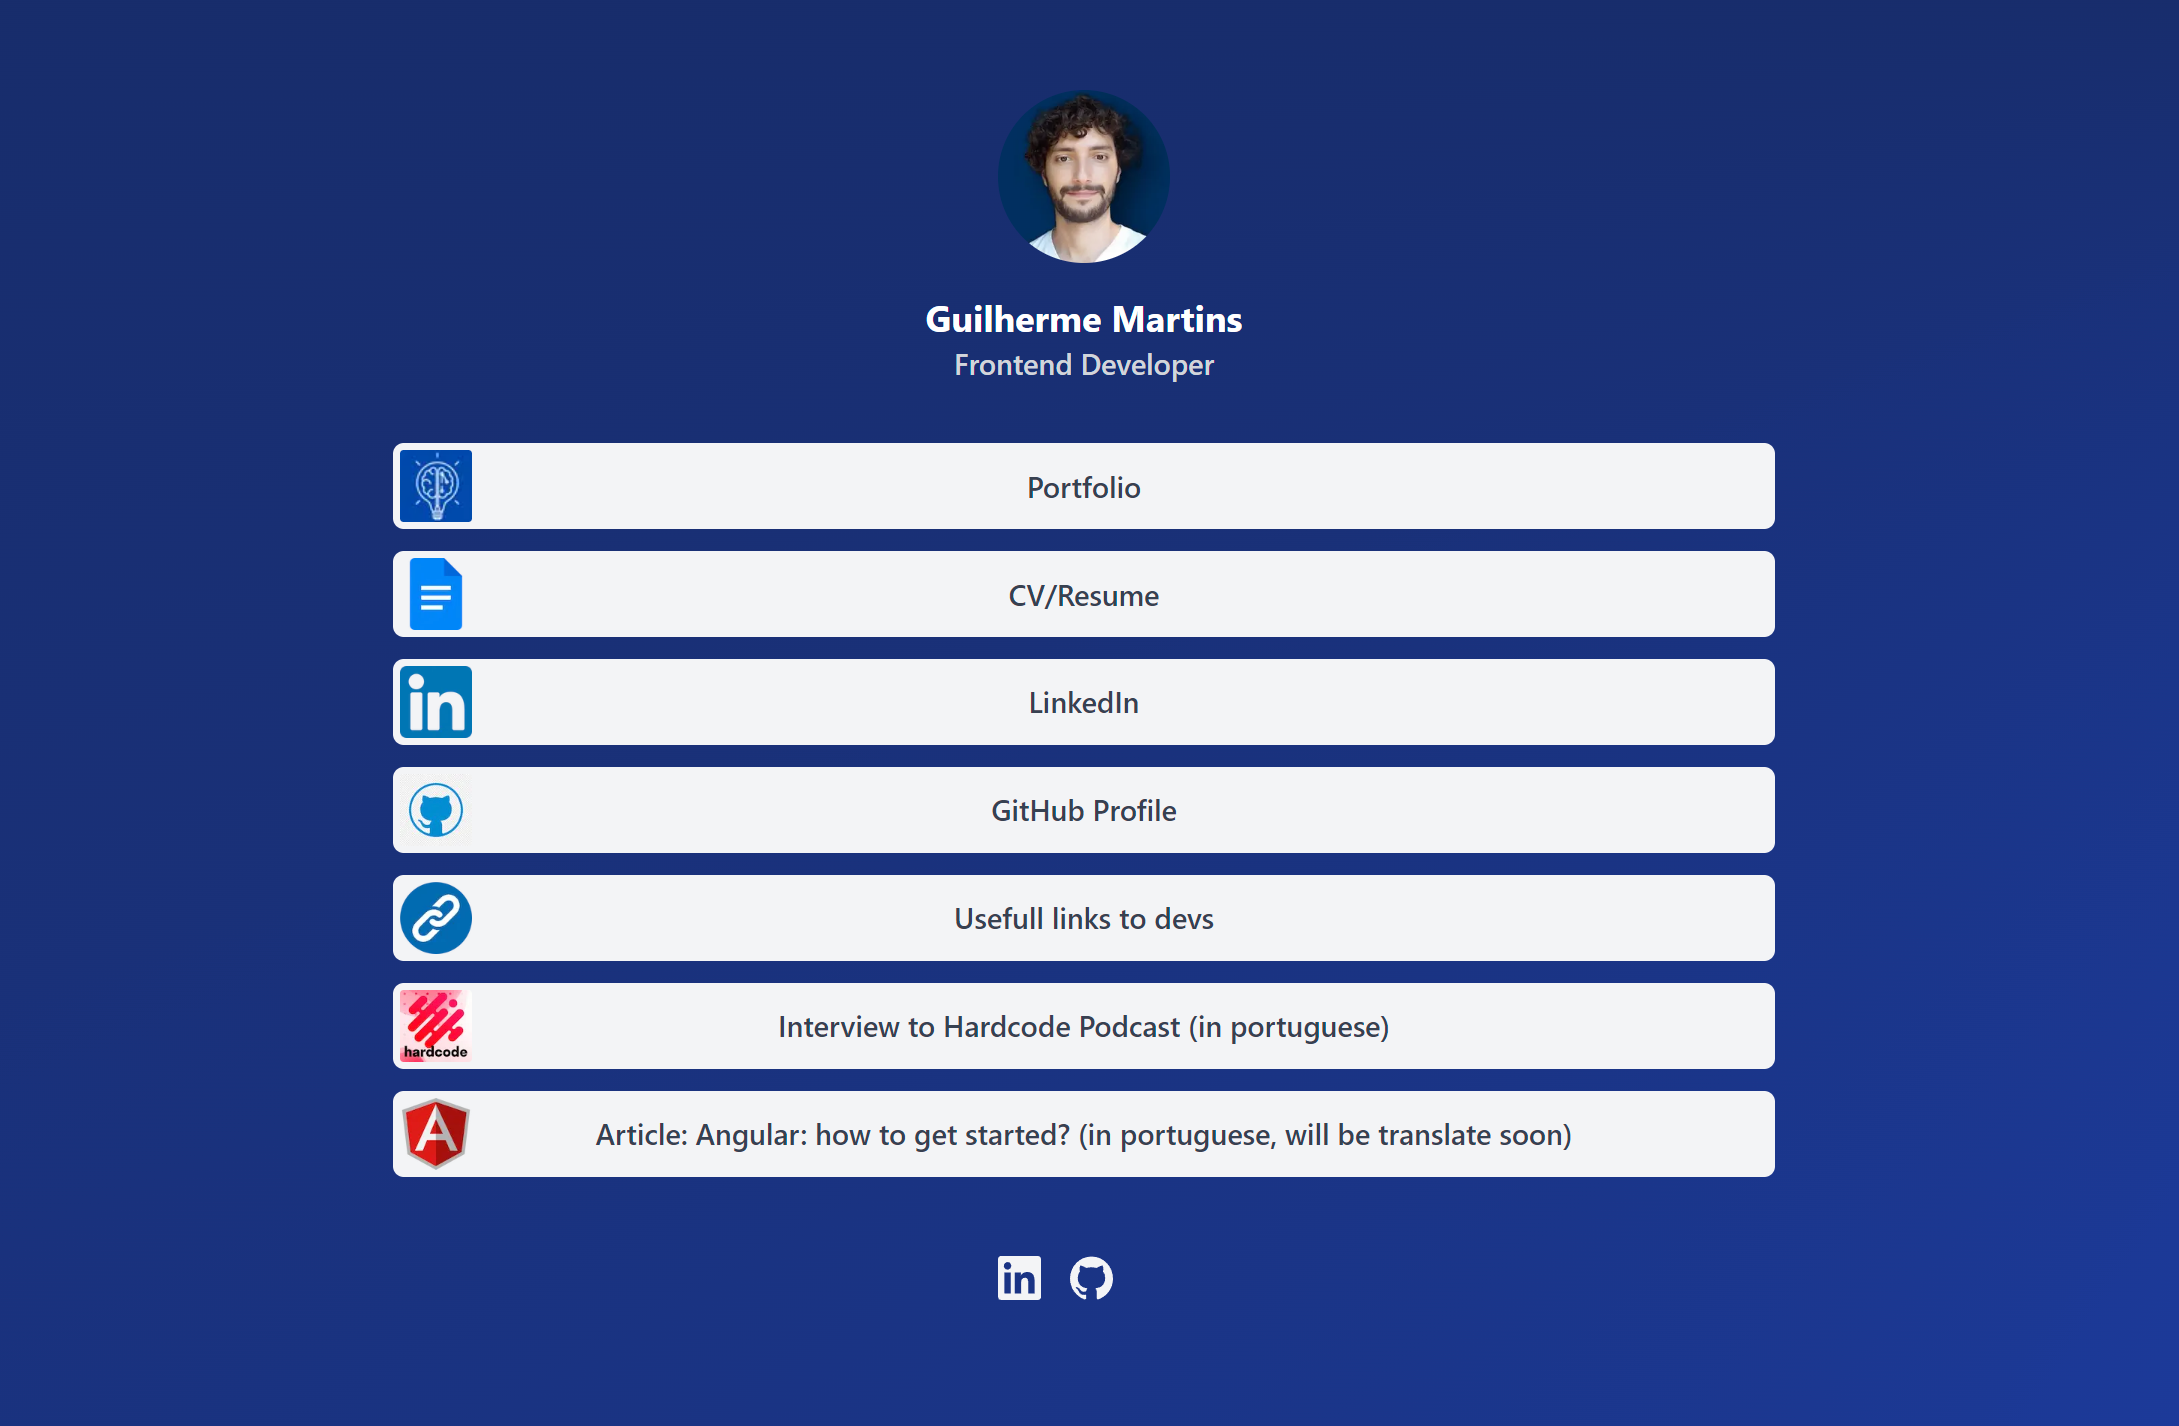 Guilherme Martins
Frontend Developer
Portfolio
CV/Resume
in
LinkedIn
GitHub Profile
Usefull links to devs
hardcode
Interview to Hardcode Podcast (in portuguese)
A
Article: Angular: how to get started? (in portuguese, will be translate soon)
in